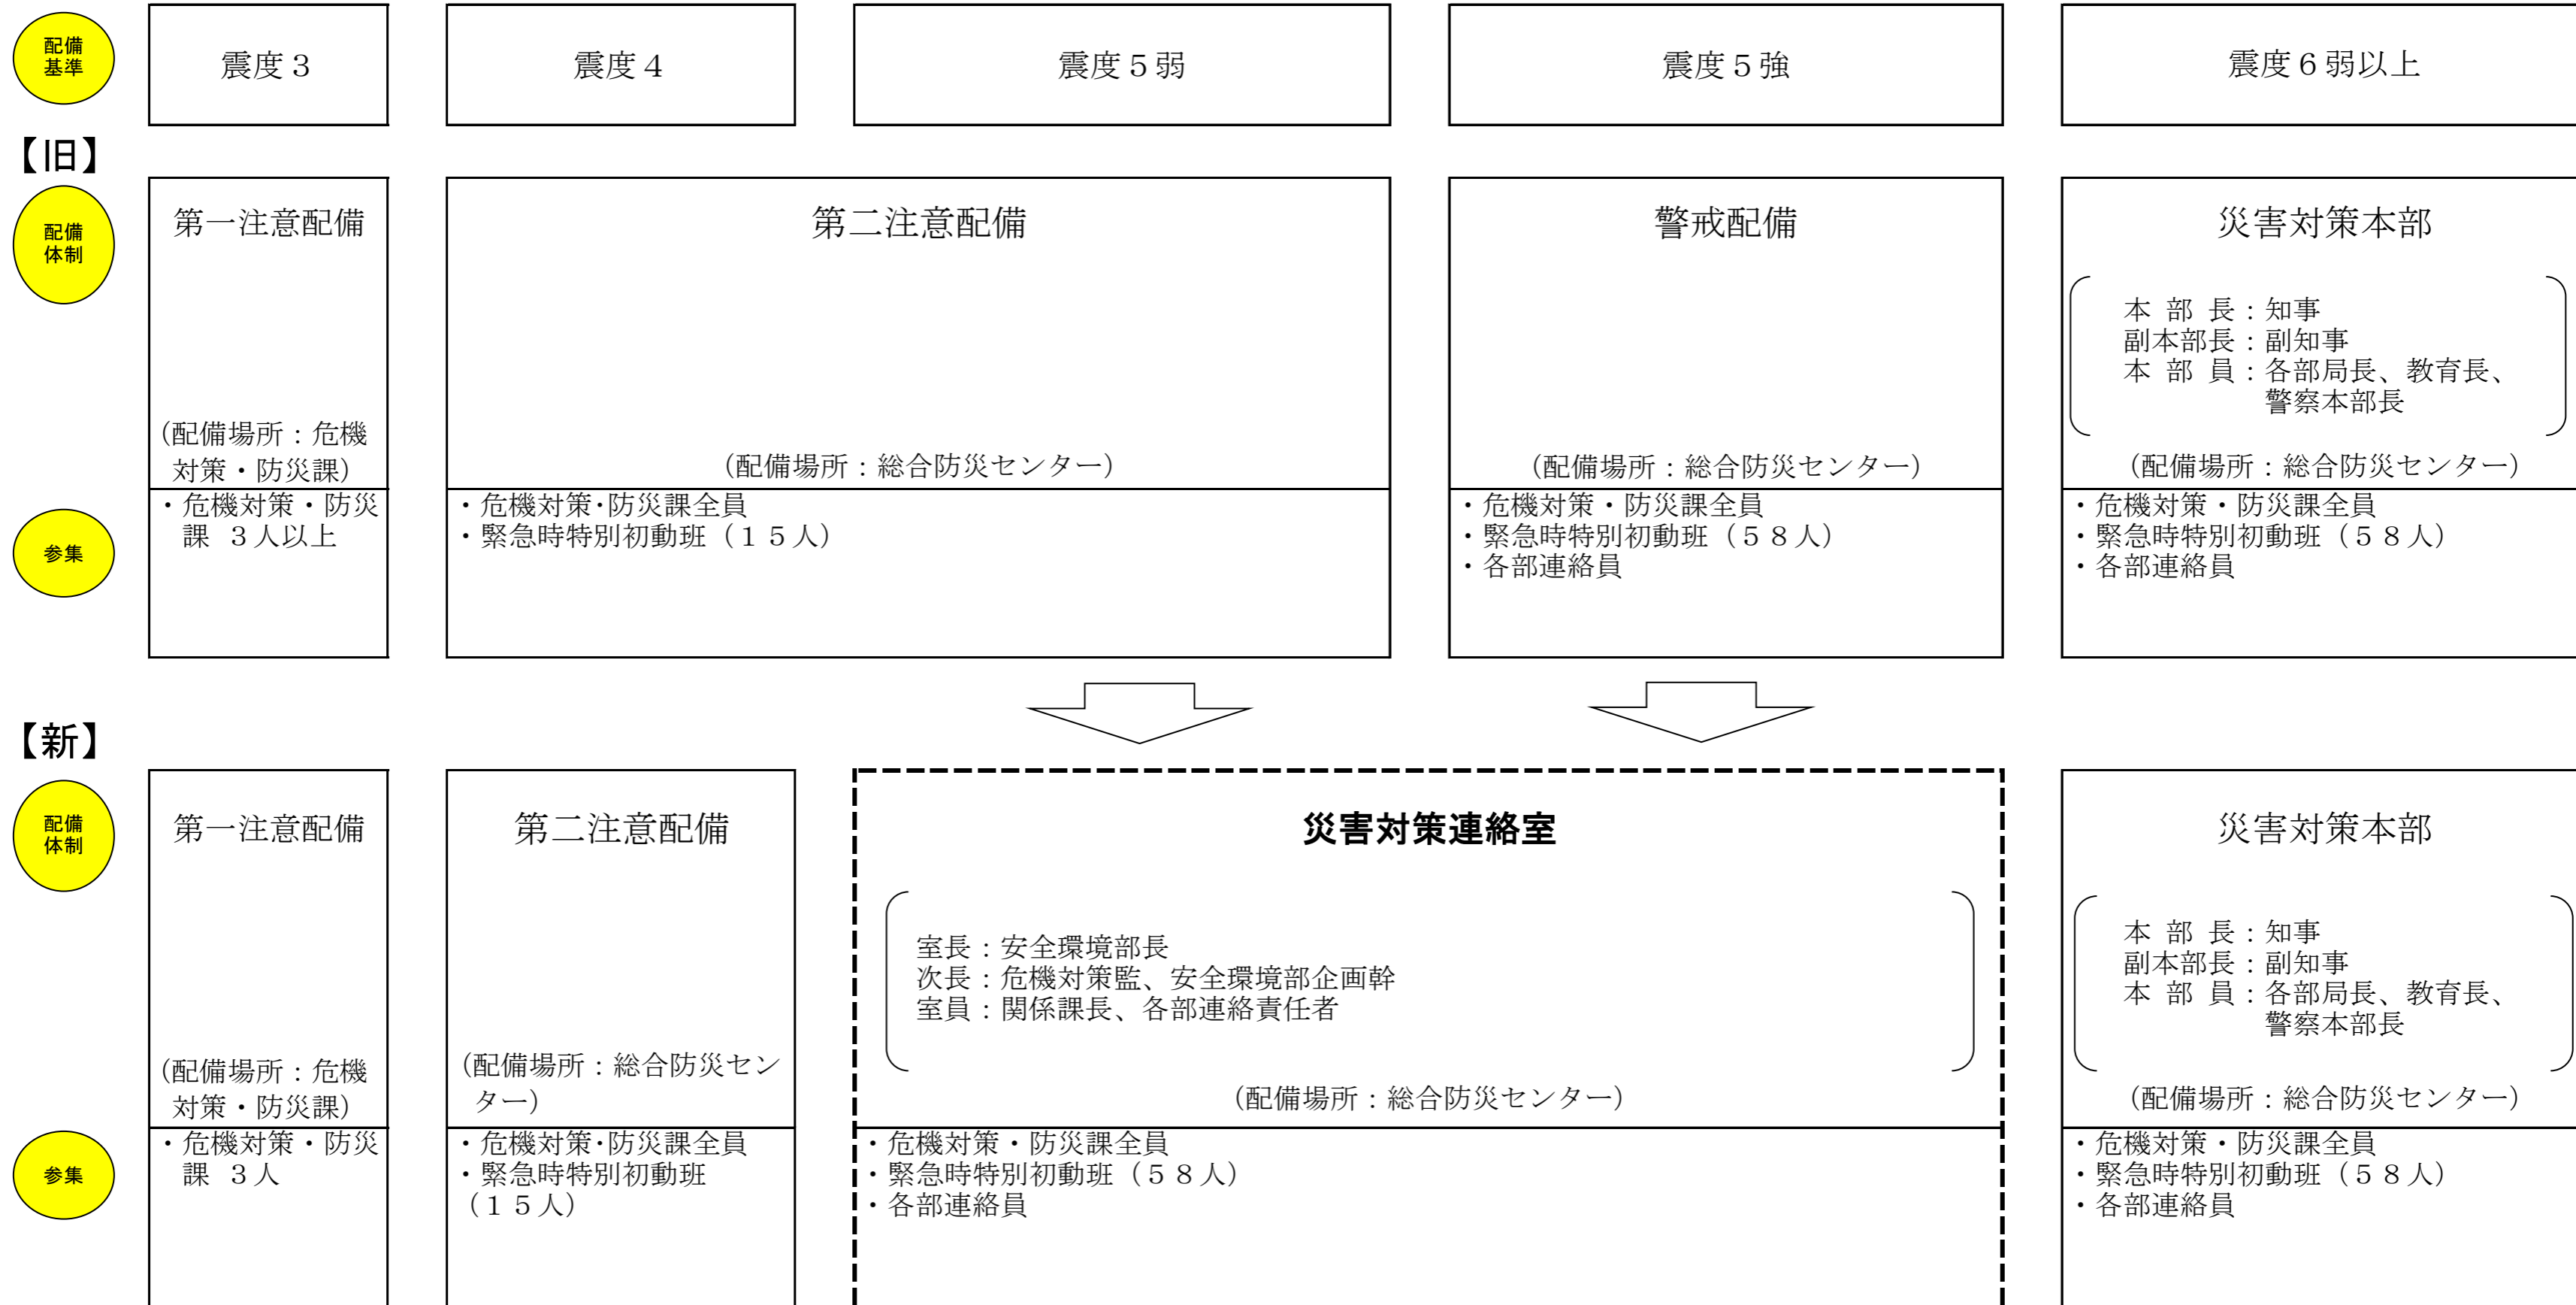 配備
基準
震度３
震度４
震度５弱
震度５強
震度６弱以上
【旧】
配備
体制
第一注意配備
（配備場所：危機
対策・防災課）
第二注意配備
（配備場所：総合防災センター）
警戒配備
（配備場所：総合防災センター）
災害対策本部
本 部 長：知事
副本部長：副知事
本 部 員：各部局長、教育長、
警察本部長
（配備場所：総合防災センター）
参集
・危機対策・防災
課 ３人以上
・危機対策･防災課全員
・緊急時特別初動班（１５人）
・危機対策・防災課全員
・緊急時特別初動班（５８人）
・各部連絡員
・危機対策・防災課全員
・緊急時特別初動班（５８人）
・各部連絡員
【新】
配備
体制
第一注意配備
（配備場所：危機
対策・防災課）
第二注意配備
（配備場所：総合防災セン
ター）
災害対策連絡室
室長：安全環境部長
次長：危機対策監、安全環境部企画幹
室員：関係課長、各部連絡責任者
（配備場所：総合防災センター）
災害対策本部
本 部 長：知事
副本部長：副知事
本 部 員：各部局長、教育長、
警察本部長
（配備場所：総合防災センター）
参集
・危機対策・防災
課 ３人
・危機対策･防災課全員
・緊急時特別初動班
（１５人）
・危機対策・防災課全員
・緊急時特別初動班（５８人）
・各部連絡員
・危機対策・防災課全員
・緊急時特別初動班（５８人）
・各部連絡員